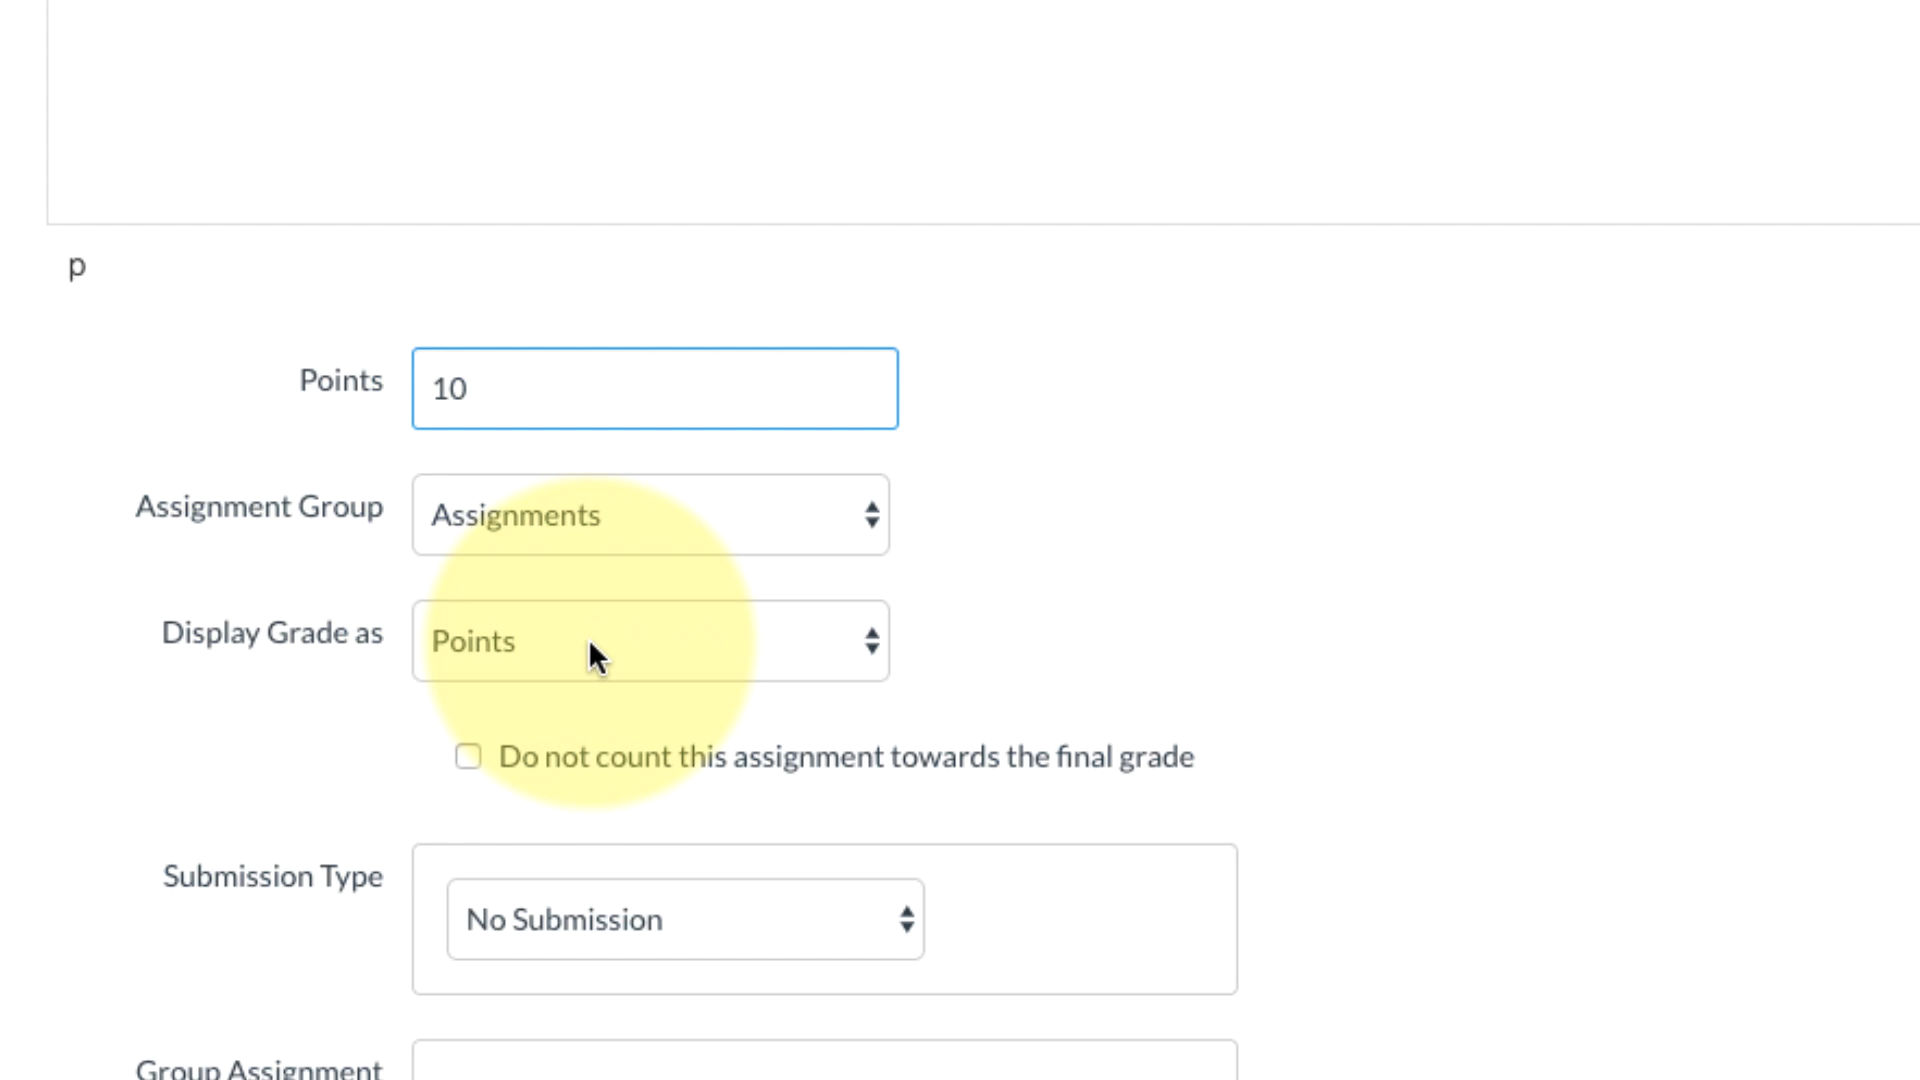 p
Points
10
Assignment Group
Assignments
Display Grade as
Points
Do not count this assignment towards the final grade
Submission Type
No Submission
Group Assignment